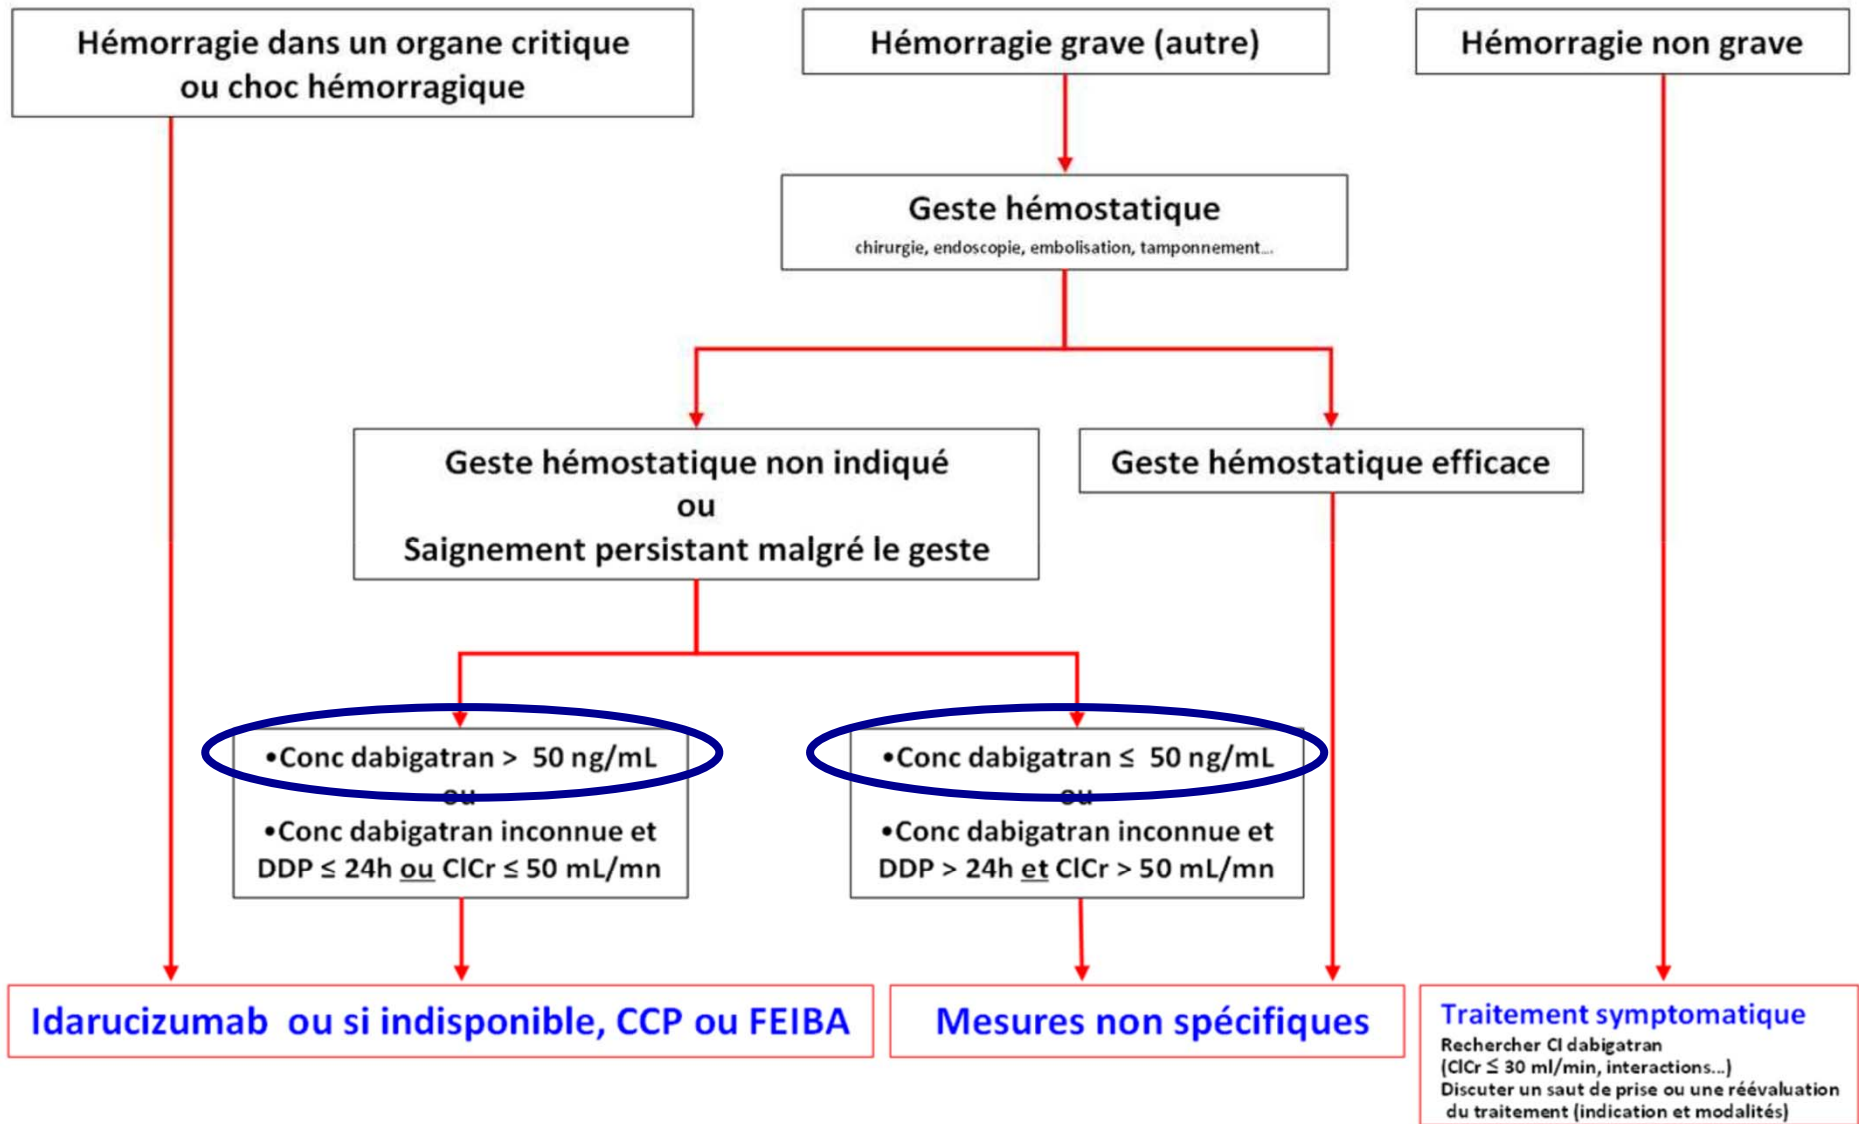 Hémorragie dans un organe critique
ou choc hémorragique
Hémorragie grave (autre)
Hémorragie non grave
Geste hémostatique
chirurgie, endoscopie, embolisation, tamponnement...
Geste hémostatique non indiqué
ou
Saignement persistant malgré le geste
Geste hémostatique efficace
•Conc dabigatran > 50 ng/mL
ou
•Conc dabigatran inconnue et
DDP ≤ 24h ou ClCr ≤ 50 mL/mn
•Conc dabigatran ≤ 50 ng/mL
ou
•Conc dabigatran inconnue et
DDP > 24h et ClCr > 50 mL/mn
Idarucizumab ou si indisponible, CCP ou FEIBA
Mesures non spécifiques
Traitement symptomatique
Rechercher CI dabigatran
(ClCr ≤ 30 ml/min, interactions...)
Discuter un saut de prise ou une réévaluation
du traitement (indication et modalités)